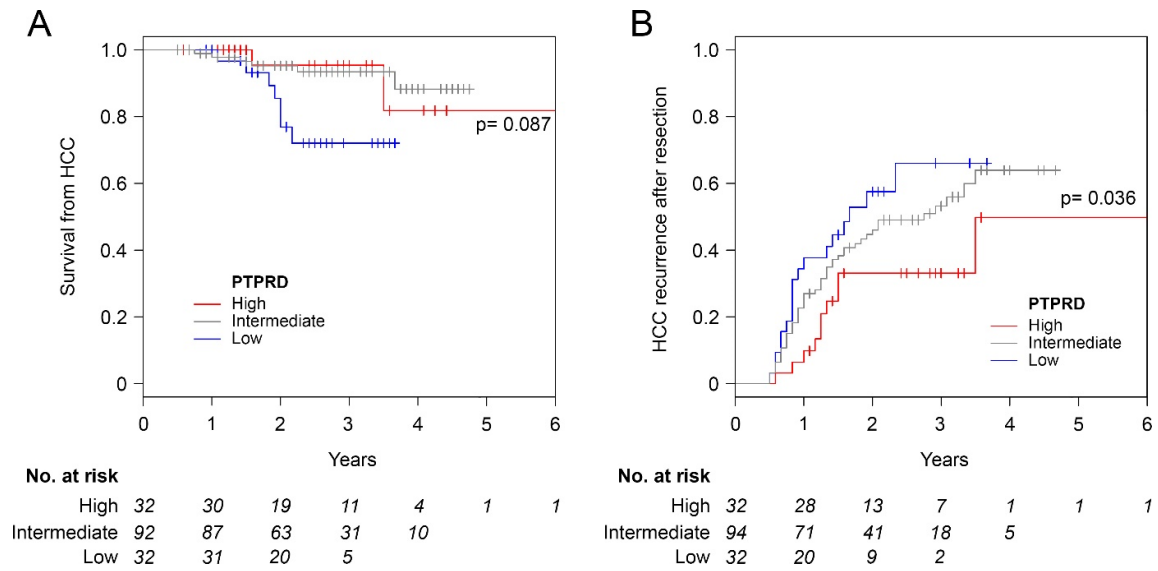 A
1.0
0.8
0.6
0.4
0.2
0
Survival from HCC
p= 0.087
PTPRD
High
Intermediate
Low
0 1 2 3 4 5 6
Years
No. at risk
High 32 30 19 11 4 1 1
Intermediate 92 87 63 31 10
Low 32 31 20 5
B
1.0
0.8
0.6
0.4
0.2
0
HCC recurrence after resection
p= 0.036
PTPRD
High
Intermediate
Low
0 1 2 3 4 5 6
Years
No. at risk
High 32 28 13 7 1 1 1
Intermediate 94 71 41 18 5
Low 32 20 9 2